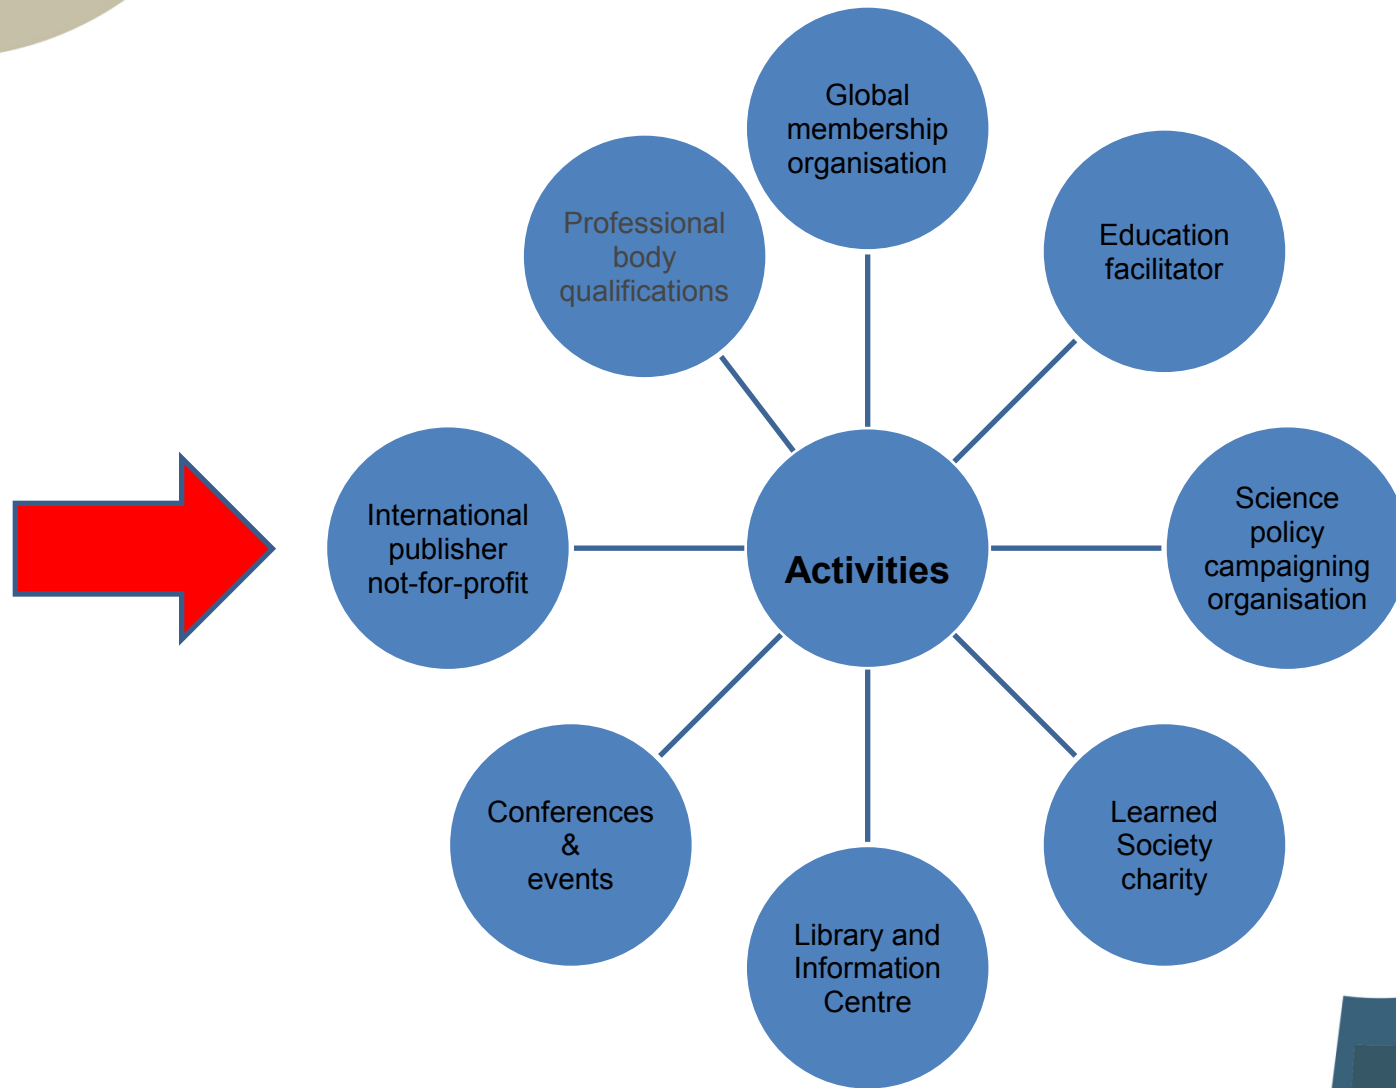 Global
membership
organisation
Professional
body
qualifications
Education
facilitator
International
publisher
not-for-profit
Activities
Science
policy
campaigning
organisation
Conferences
&
events
Learned
Society
charity
Library and
Information
Centre